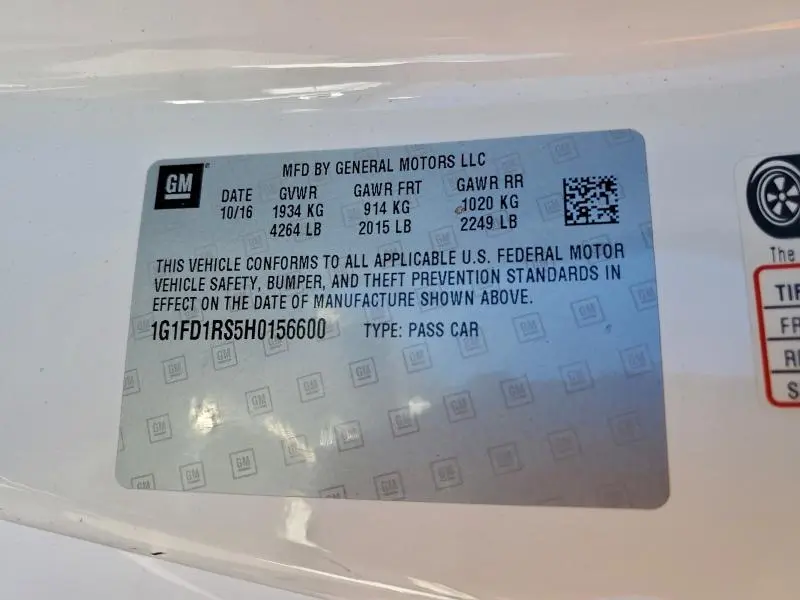 GM
MFD BY GENERAL MOTORS LLC
DATE GVWR GAWR FRT GAWR RR
10/16 1934 KG 914 KG 1020 KG
4264 LB 2015 LB 2249 LB
THIS VEHICLE CONFORMS TO ALL APPLICABLE U.S. FEDERAL MOTOR
VEHICLE SAFETY, BUMPER, AND THEFT PREVENTION STANDARDS IN
EFFECT ON THE DATE OF MANUFACTURE SHOWN ABOVE.
1G1FD1RS5H0156600 TYPE: PASS CAR
The